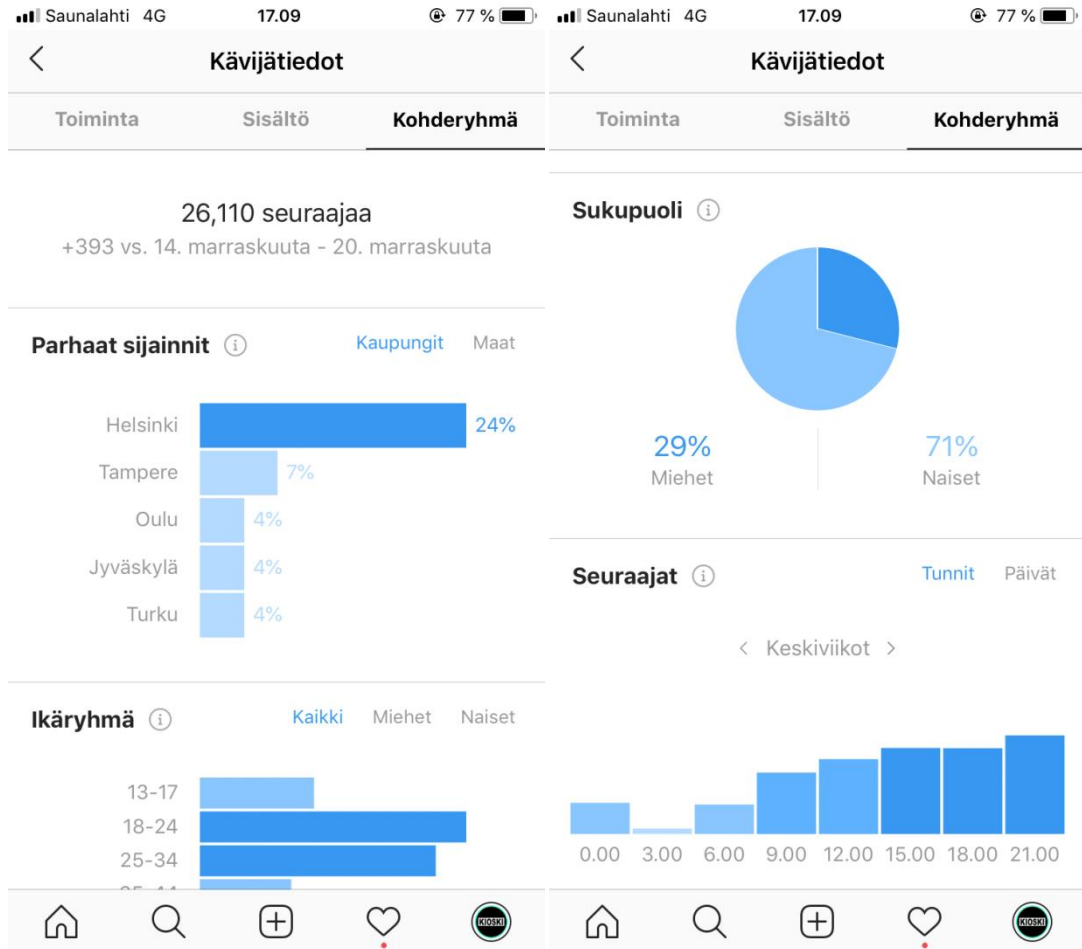 Saunalahti 4G 17.09 77 %
Kävijätiedot
Toiminta Sisältö Kohderyhmä
26,110 seuraajaa
+393 vs. 14. marraskuuta - 20. marraskuuta
Parhaat sijainnit Kaupungit Maat
Helsinki 24%
Tampere 7%
Oulu 4%
Jyväskylä 4%
Turku 4%
Ikäryhmä Kaikki Miehet Naiset
13-17
18-24
25-34
KIOSKI
Saunalahti 4G 17.09 77 %
Kävijätiedot
Toiminta Sisältö Kohderyhmä
Sukupuoli
29% 71%
Miehet Naiset
Seuraajat Tunnit Päivät
< Keskiviikot >
0.00 3.00 6.00 9.00 12.00 15.00 18.00 21.00
KIOSKI